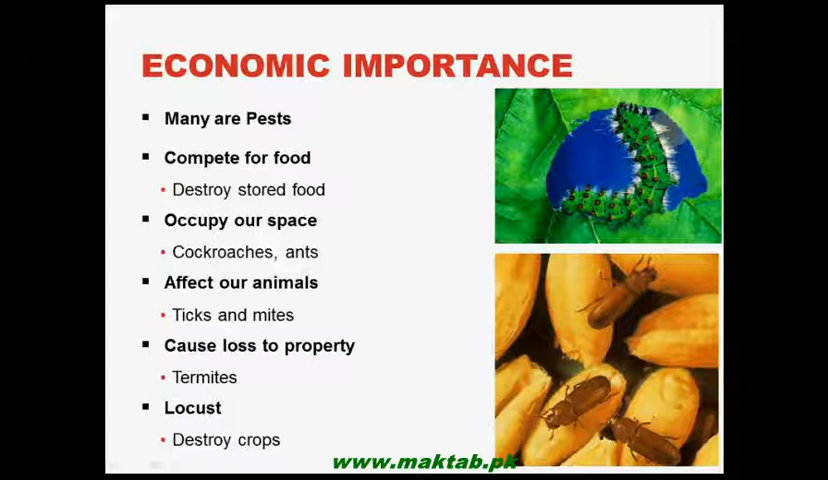 ECONOMIC IMPORTANCE
Many are Pests
Compete for food
Destroy stored food
Occupy our space
Cockroaches, ants
Affect our animals
Ticks and mites
Cause loss to property
Termites
Locust
Destroy crops
www.maktab.pk